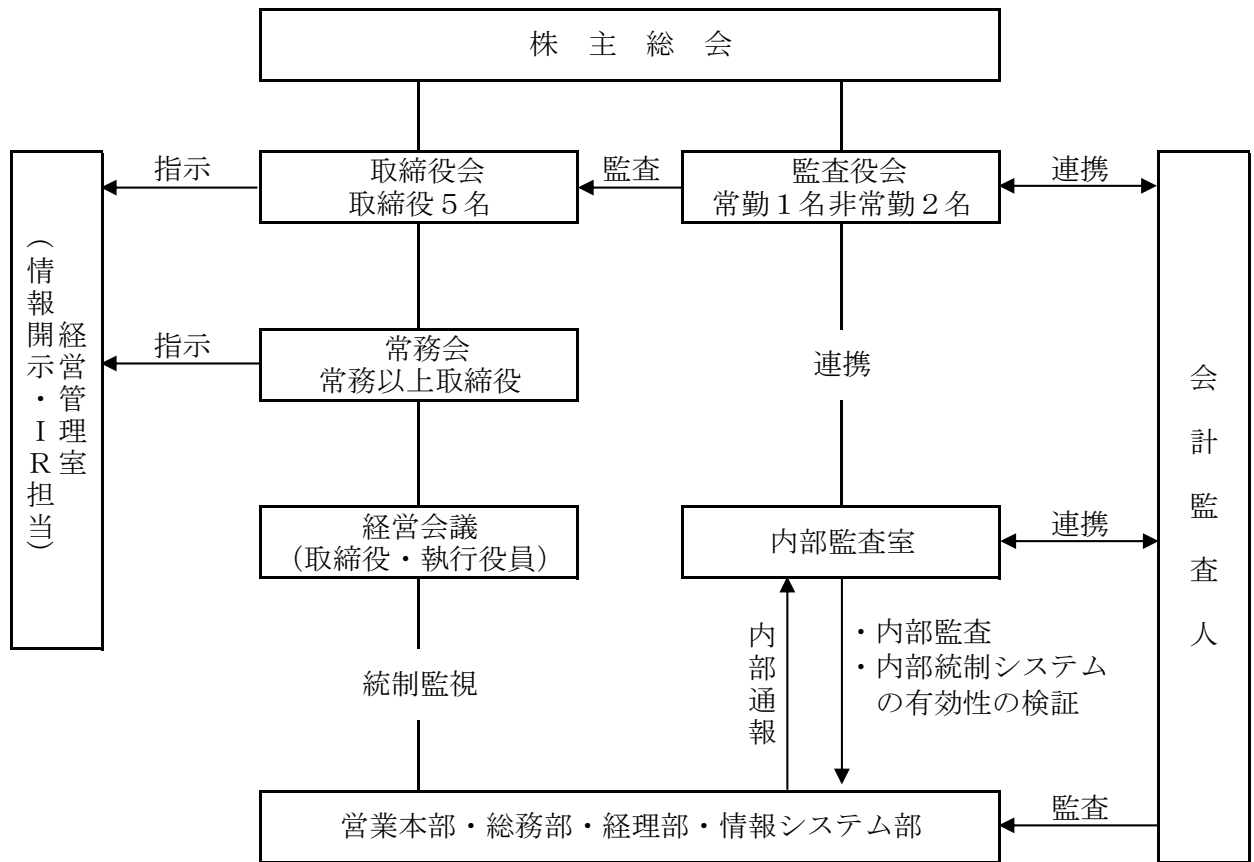 株 主 総 会
指示
取締役会
取締役５名
監査
監査役会
常勤１名非常勤２名
連携
経営管理室
（情報開示・ＩＲ担当）
指示
常務会
常務以上取締役
連携
会計監査人
経営会議
（取締役・執行役員）
内部監査室
連携
統制監視
内部通報
・内部監査
・内部統制システム
の有効性の検証
営業本部・総務部・経理部・情報システム部
監査